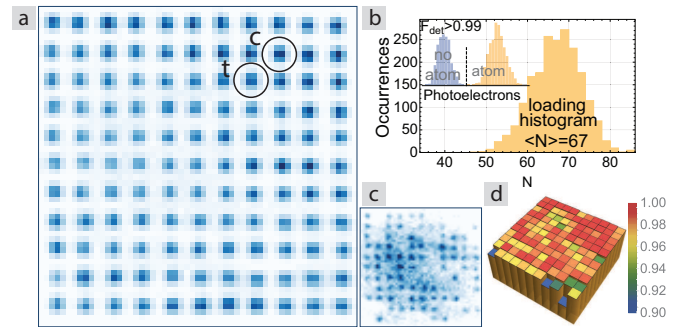 a
c
t
b
F_det>0.99
no
atom
atom
Photoelectrons
loading
histogram
<N>=67
Occurrences
250
200
150
100
50
0
40
50
60
70
80
N
c
d
1.00
0.98
0.96
0.94
0.92
0.90